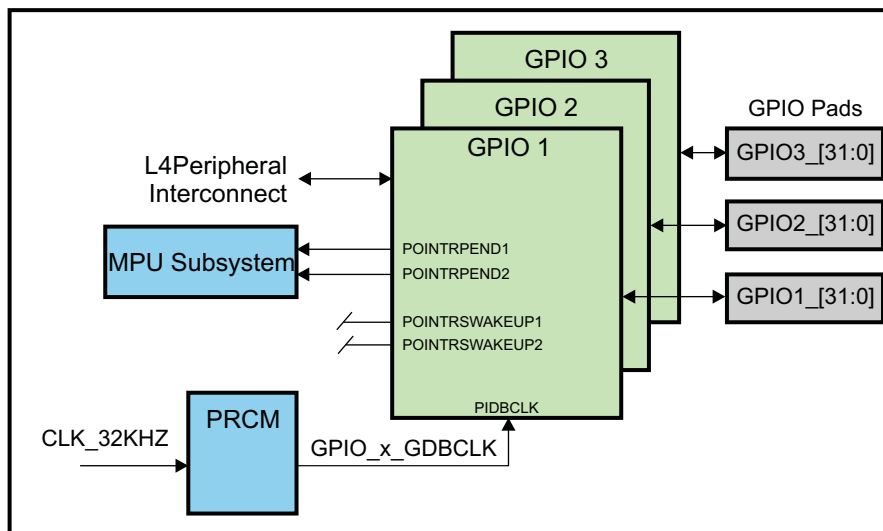 GPIO 3
GPIO 2
GPIO 1
GPIO Pads
GPIO3_[31:0]
GPIO2_[31:0]
GPIO1_[31:0]
L4Peripheral
Interconnect
MPU Subsystem
POINTRPEND1
POINTRPEND2
POINTRSWAKEUP1
POINTRSWAKEUP2
PIDBCLK
PRCM
CLK_32KHZ
GPIO_x_GDBCLK